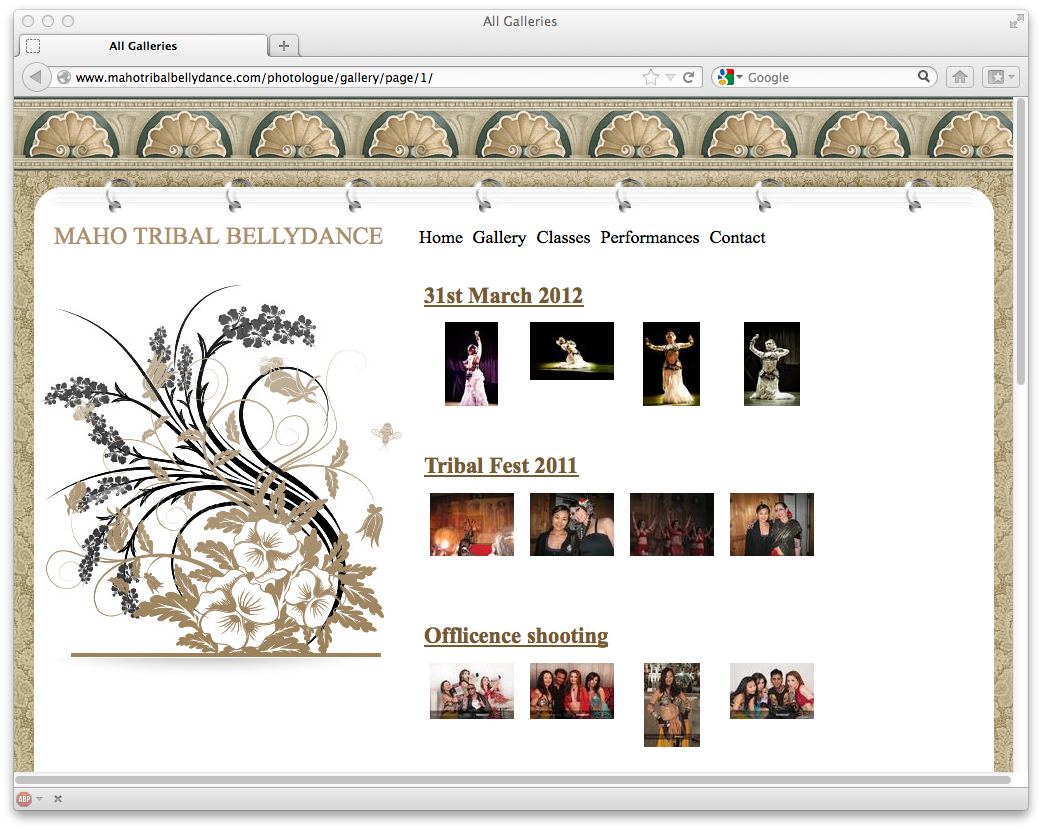 All Galleries
All Galleries
www.mahotribalbellydance.com/photologue/gallery/page/1/
Google
MAHO TRIBAL BELLYDANCE
Home Gallery Classes Performances Contact
31st March 2012
Tribal Fest 2011
Offlicence shooting
ABP